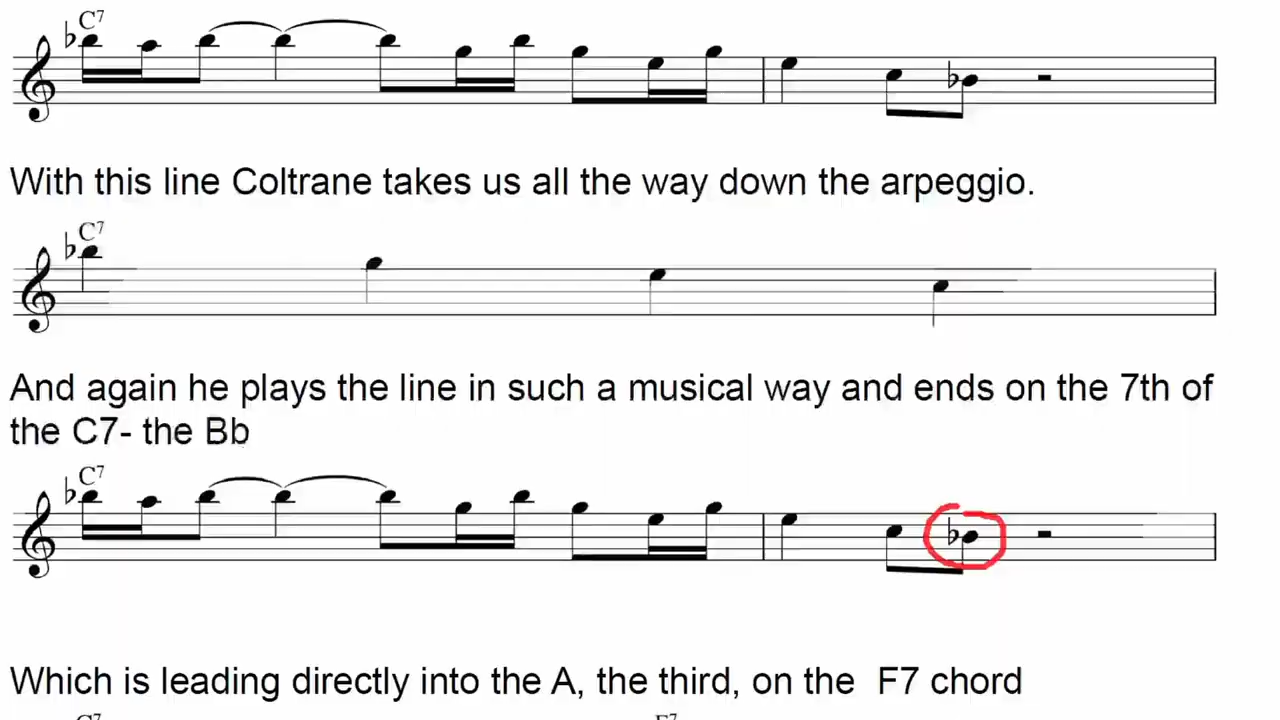 C7
With this line Coltrane takes us all the way down the arpeggio.
C7
And again he plays the line in such a musical way and ends on the 7th of
the C7- the Bb
C7
Which is leading directly into the A, the third, on the  F7 chord
C7
F7